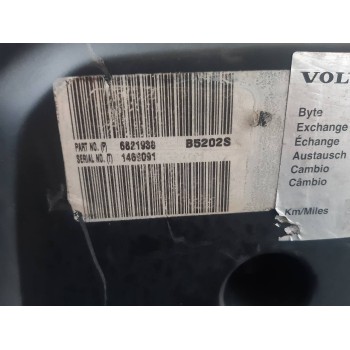 PART NO. (P) 6821938 B5202S
SERIAL NO. (T) 1466091
VOL
Byte
Exchange
Échange
Austausch
Cambio
Câmbio
Km/Miles